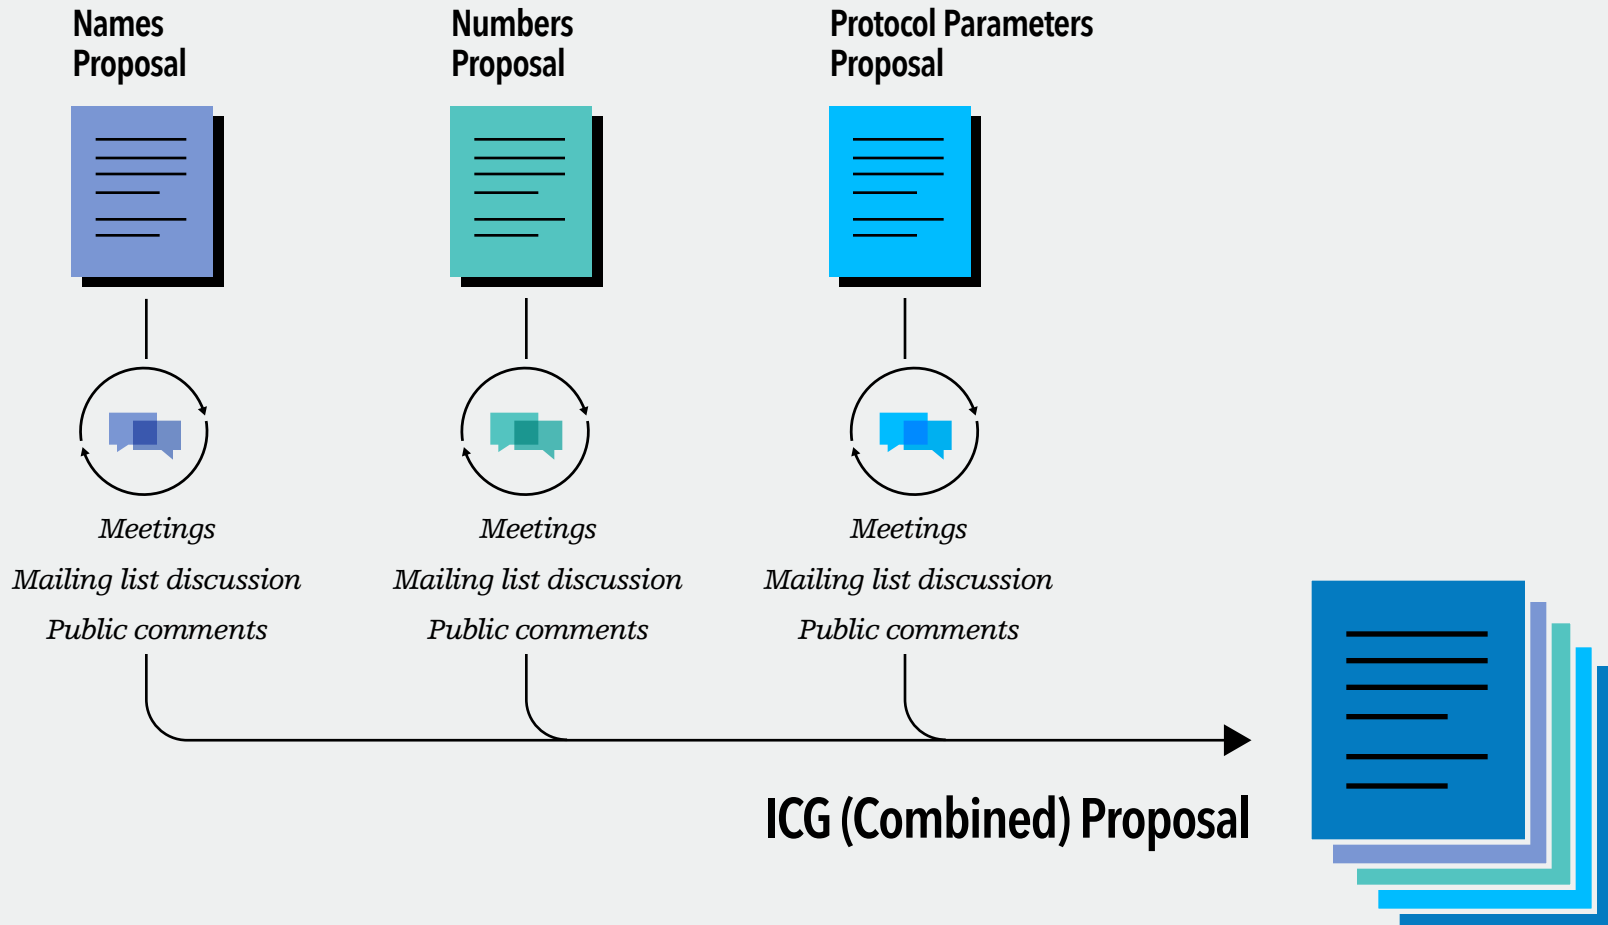 Names
Proposal
Numbers
Proposal
Protocol Parameters
Proposal
Meetings
Mailing list discussion
Public comments
Meetings
Mailing list discussion
Public comments
Meetings
Mailing list discussion
Public comments
ICG (Combined) Proposal